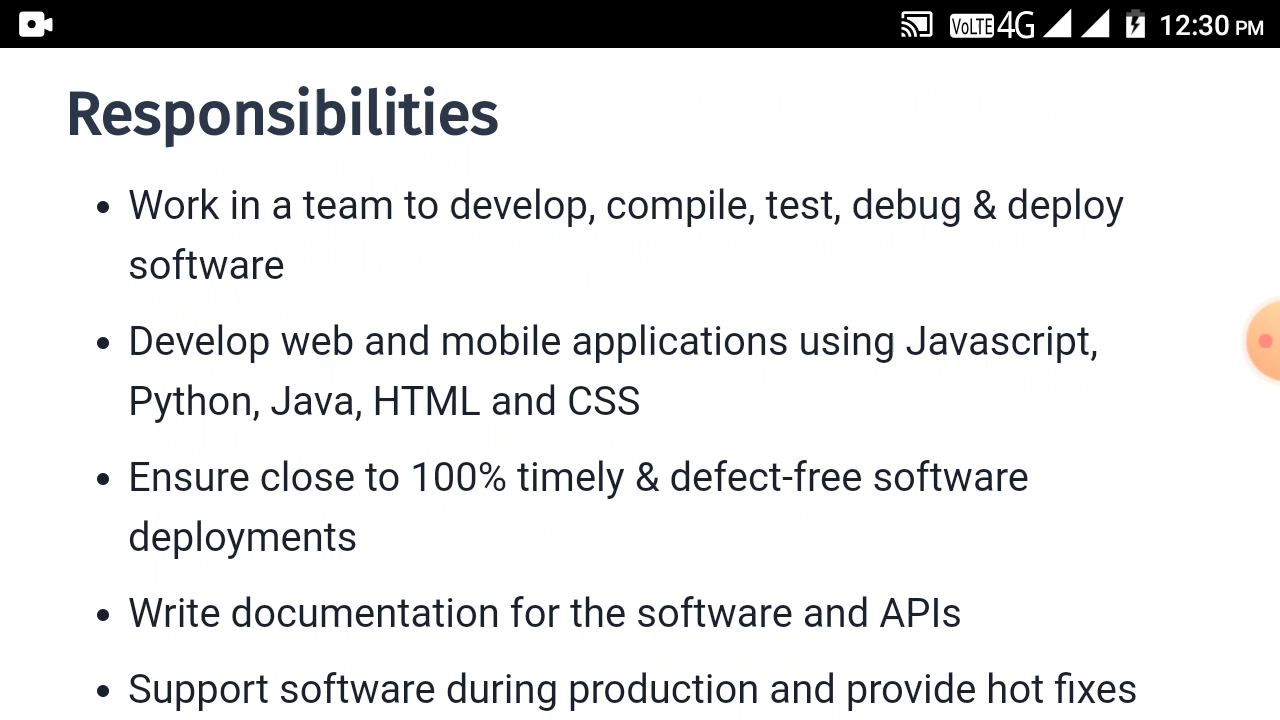 VoLTE 4G 12:30 PM
Responsibilities
• Work in a team to develop, compile, test, debug & deploy
software
• Develop web and mobile applications using Javascript,
Python, Java, HTML and CSS
• Ensure close to 100% timely & defect-free software
deployments
• Write documentation for the software and APIs
• Support software during production and provide hot fixes